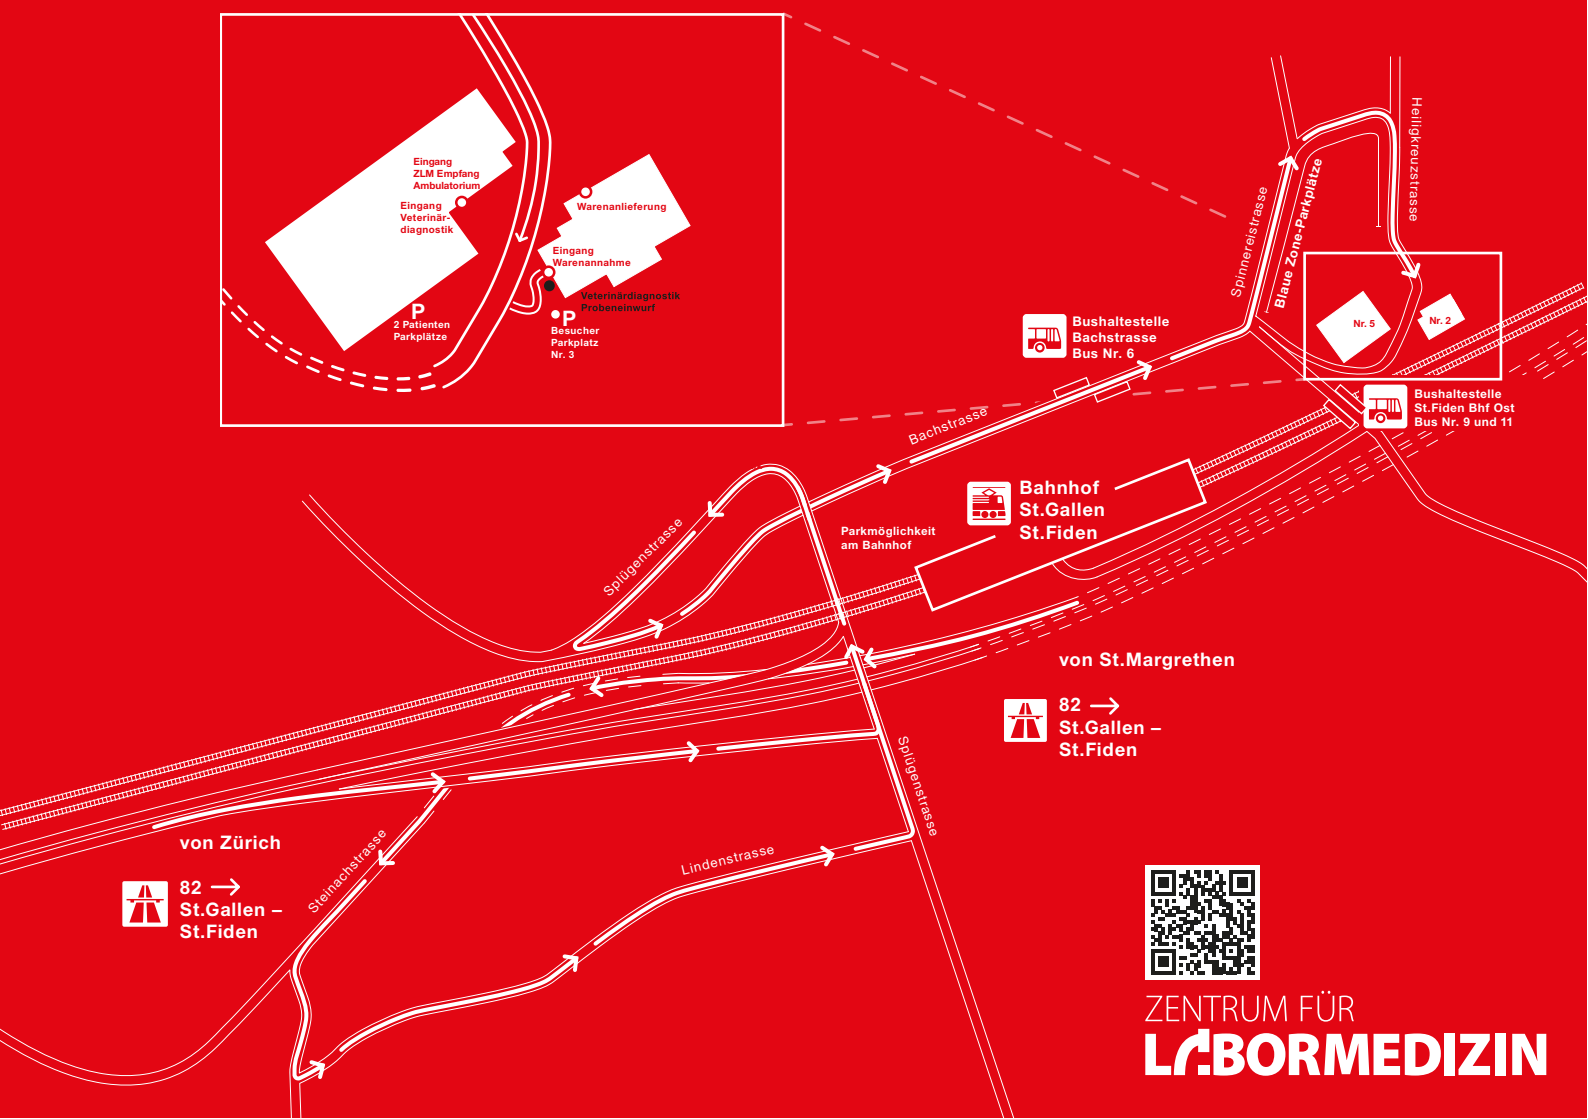 Eingang
ZLM Empfang
Ambulatorium
Eingang
Veterinär-
diagnostik
Warenanlieferung
Eingang
Warenannahme
Veterinärdiagnostik
Probeneinwurf
P
2 Patienten
Parkplätze
P
Besucher
Parkplatz
Nr. 3
Heiligkreuzstrasse
Spinnereistrasse
Blaue Zone-Parkplätze
Nr. 5
Nr. 2
Bushaltestelle
Bachstrasse
Bus Nr. 6
Bushaltestelle
St.Fiden Bhf Ost
Bus Nr. 9 und 11
Bachstrasse
Bahnhof
St.Gallen
St.Fiden
Parkmöglichkeit
am Bahnhof
Splügenstrasse
von St.Margrethen
82 →
St.Gallen –
St.Fiden
Splügenstrasse
von Zürich
82 →
St.Gallen –
St.Fiden
Steinachstrasse
Lindenstrasse
ZENTRUM FÜR
LABORMEDIZIN